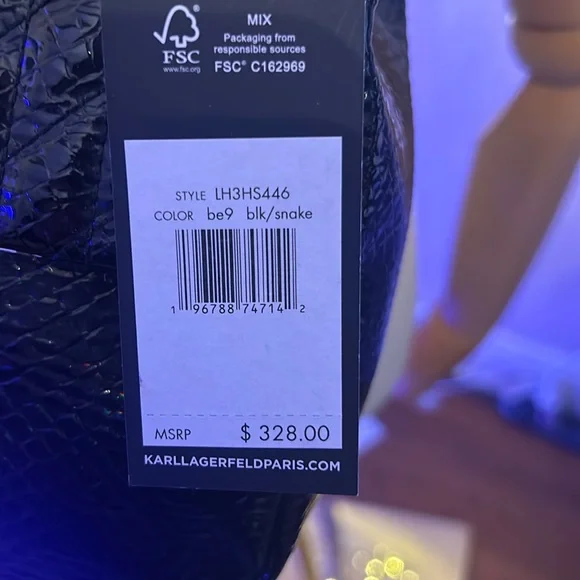 MIX
Packaging from
responsible sources
FSC
www.fsc.org
FSC® C162969
STYLE LH3HS446
COLOR be9 blk/snake
1 96788 74714 2
MSRP $ 328.00
KARLLAGERFELDPARIS.COM